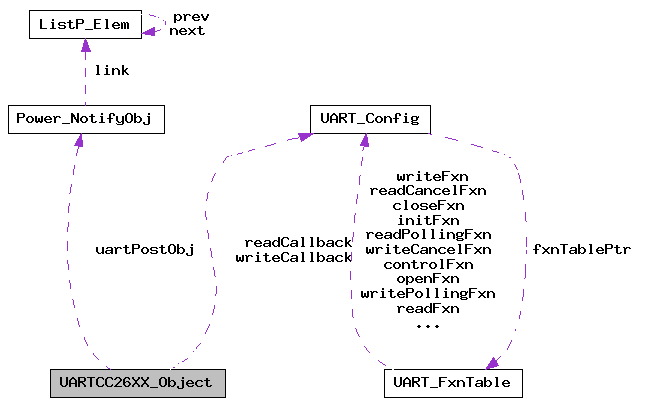 ListP_Elem
prev
next
link
Power_NotifyObj
UART_Config
uartPostObj
readCallback
writeCallback
writeFxn
readCancelFxn
closeFxn
initFxn
readPollingFxn
writeCancelFxn
controlFxn
openFxn
writePollingFxn
readFxn
...
fxnTablePtr
UARTCC26XX_Object
UART_FxnTable